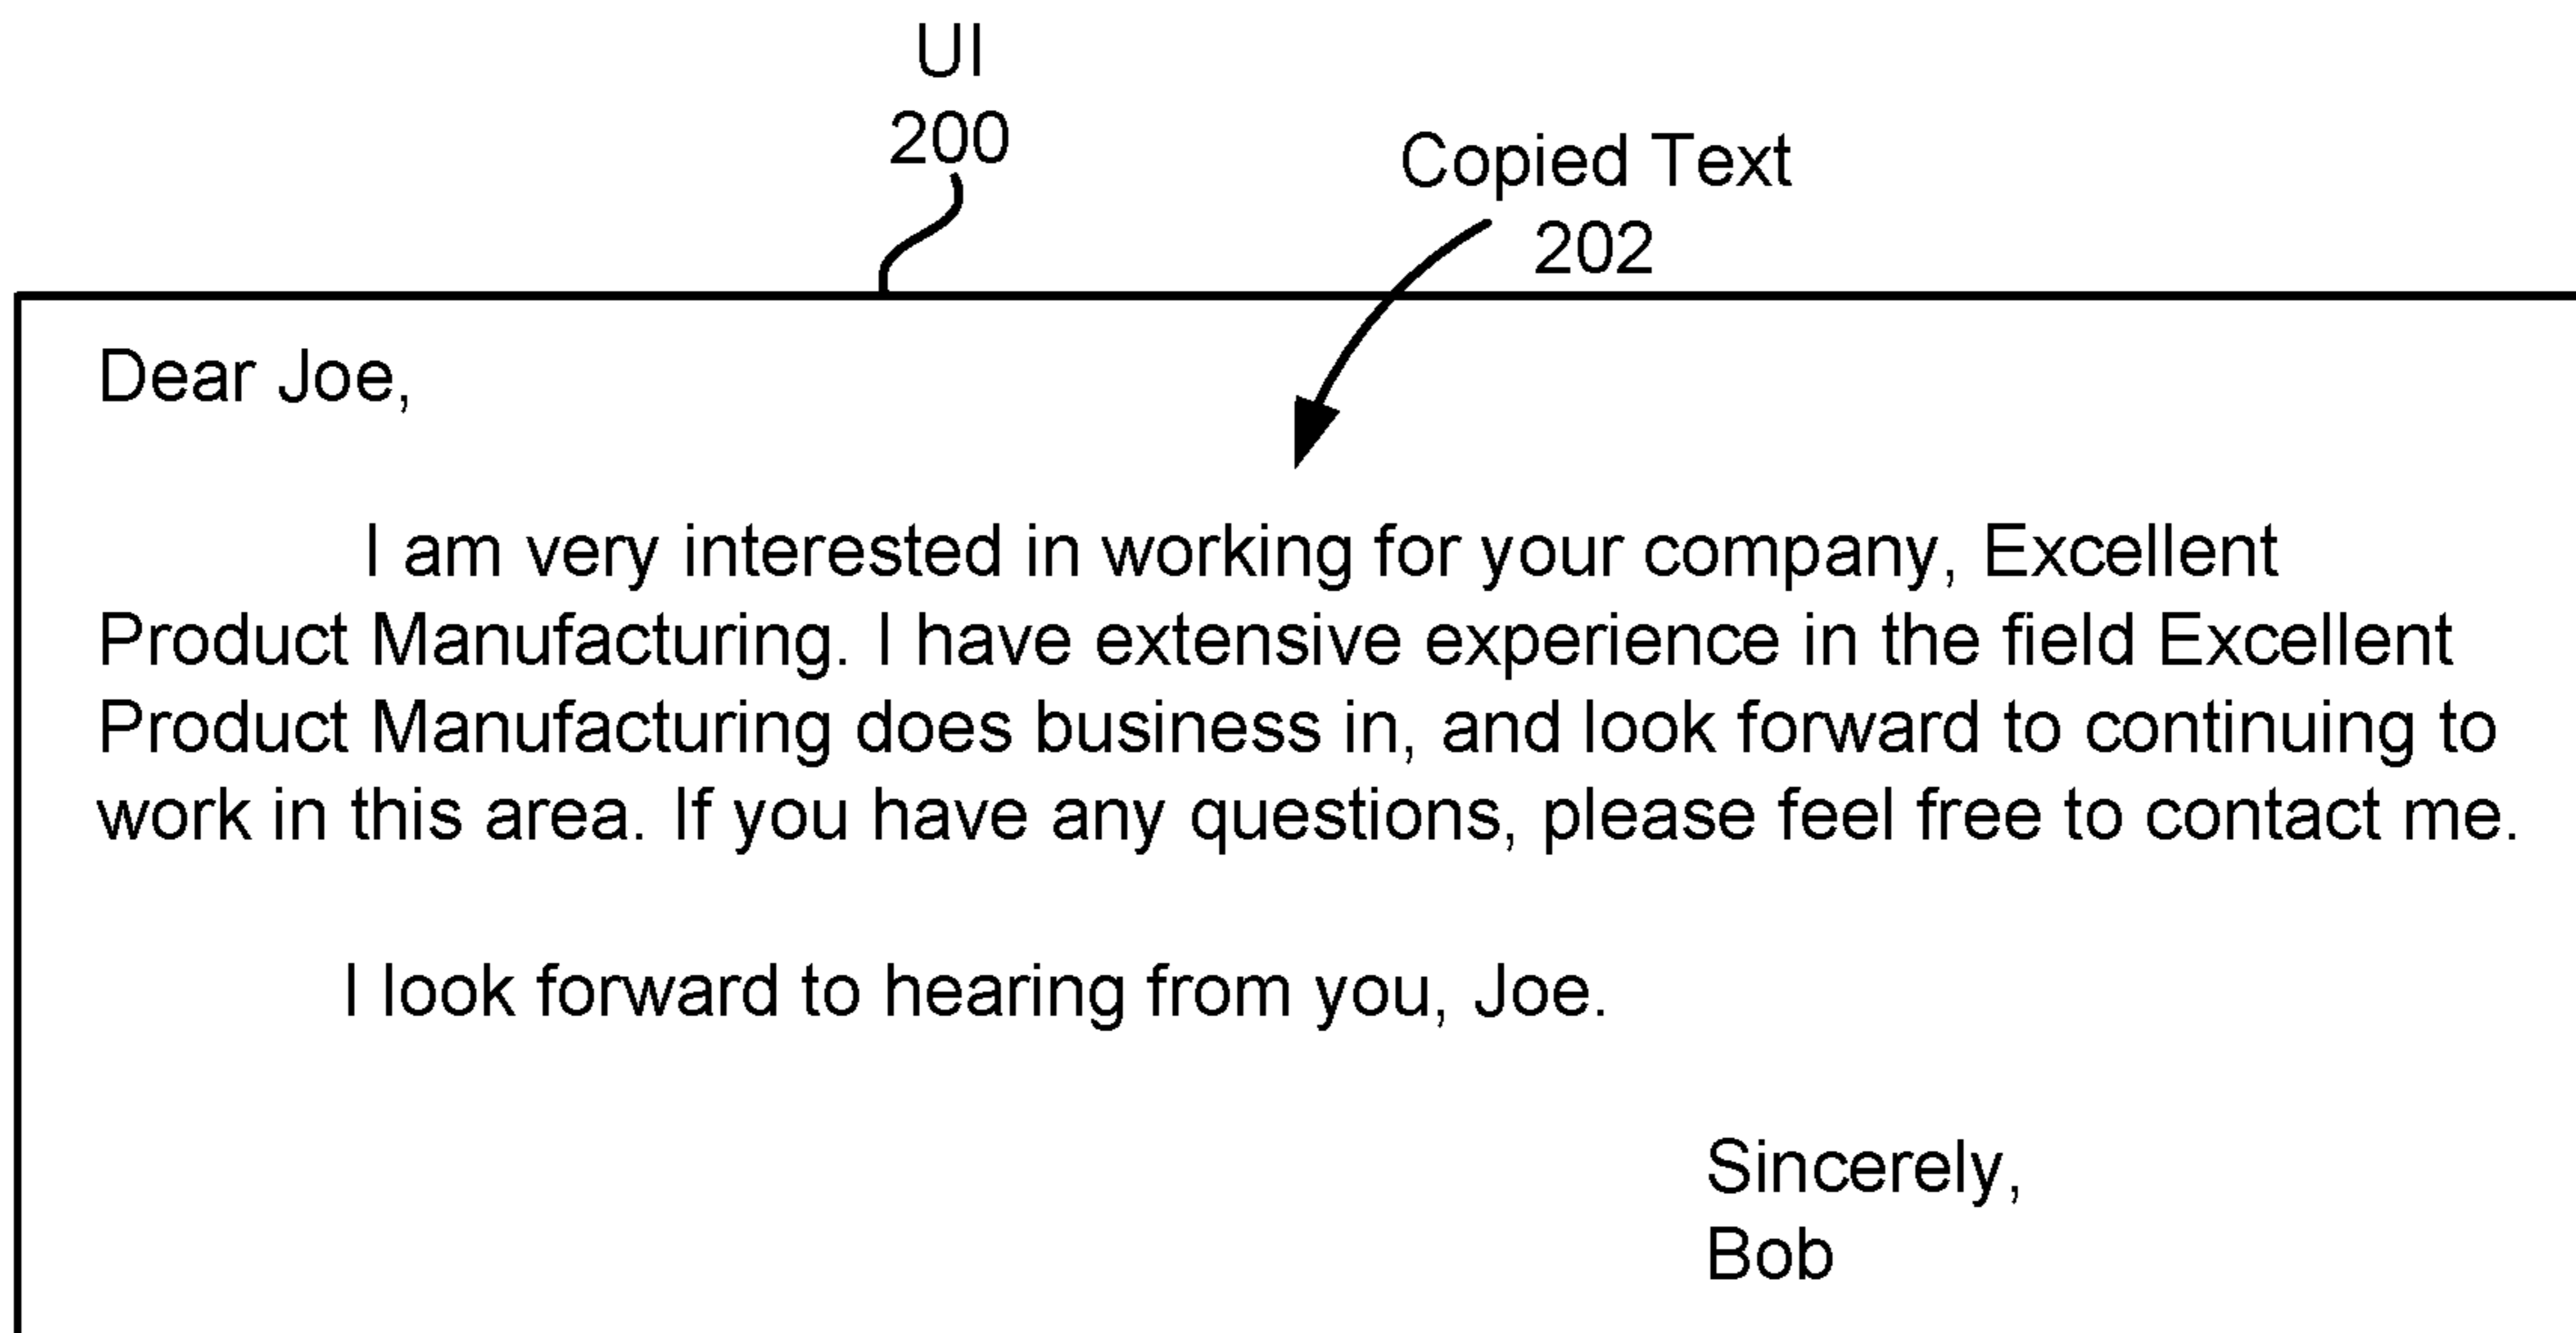 UI
200
Copied Text
202
Dear Joe,
I am very interested in working for your company, Excellent
Product Manufacturing. I have extensive experience in the field Excellent
Product Manufacturing does business in, and look forward to continuing to
work in this area. If you have any questions, please feel free to contact me.
I look forward to hearing from you, Joe.
Sincerely,
Bob